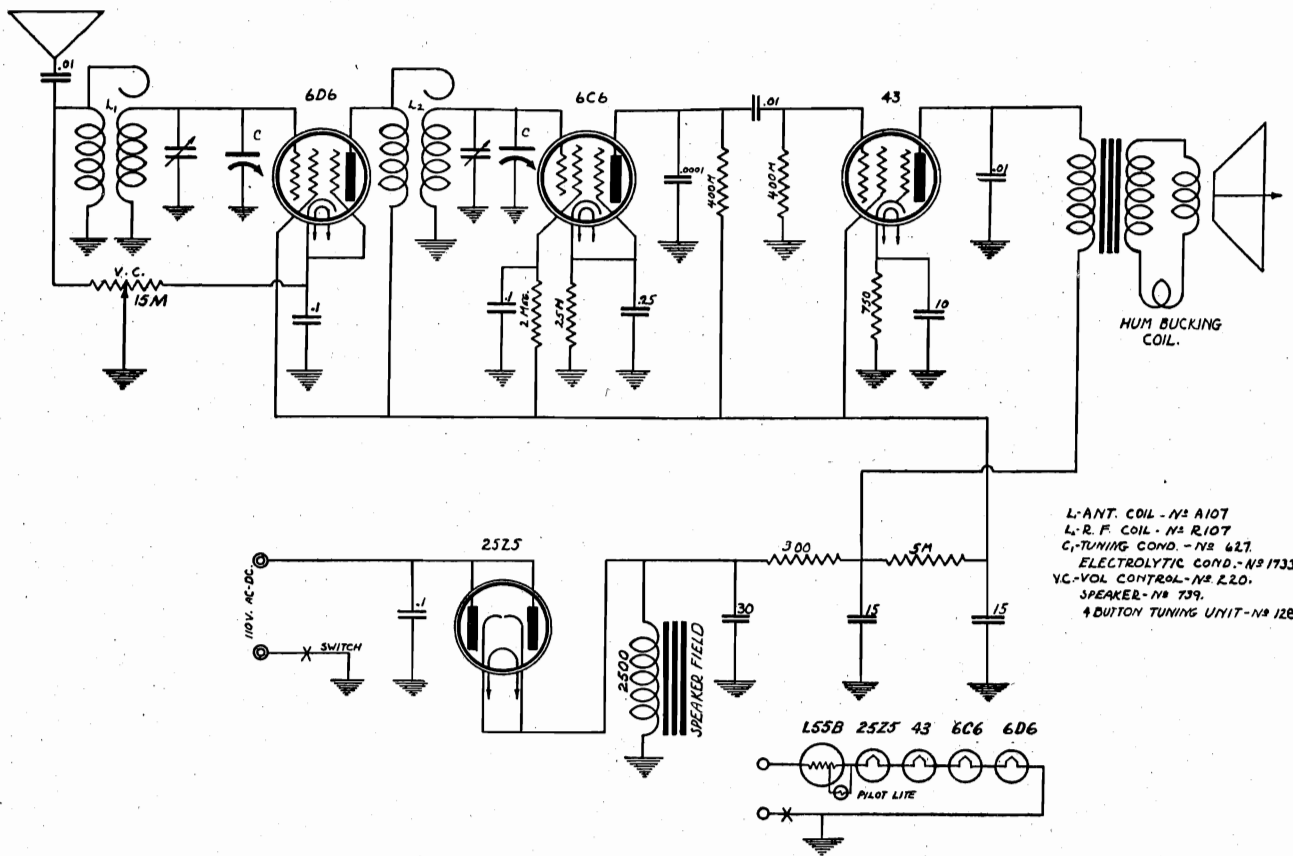 .01
L1
C
6D6
L2
C
6C6
.0001
400M
.01
400M
43
.01
V.C.
15M
.1
.1
2 MEG.
25M
.25
750
10
HUM BUCKING
COIL.
110V. AC-DC.
SWITCH
.1
25Z5
2500
SPEAKER FIELD
30
300
5M
15
15
L-ANT. COIL - Nº A107
L-R.F. COIL - Nº R107
C,-TUNING COND. - Nº 627.
ELECTROLYTIC COND. - Nº 1733
V.C.-VOL CONTROL - Nº 220.
SPEAKER - Nº 739.
4 BUTTON TUNING UNIT - Nº 128
L55B 25Z5 43 6C6 6D6
PILOT LITE